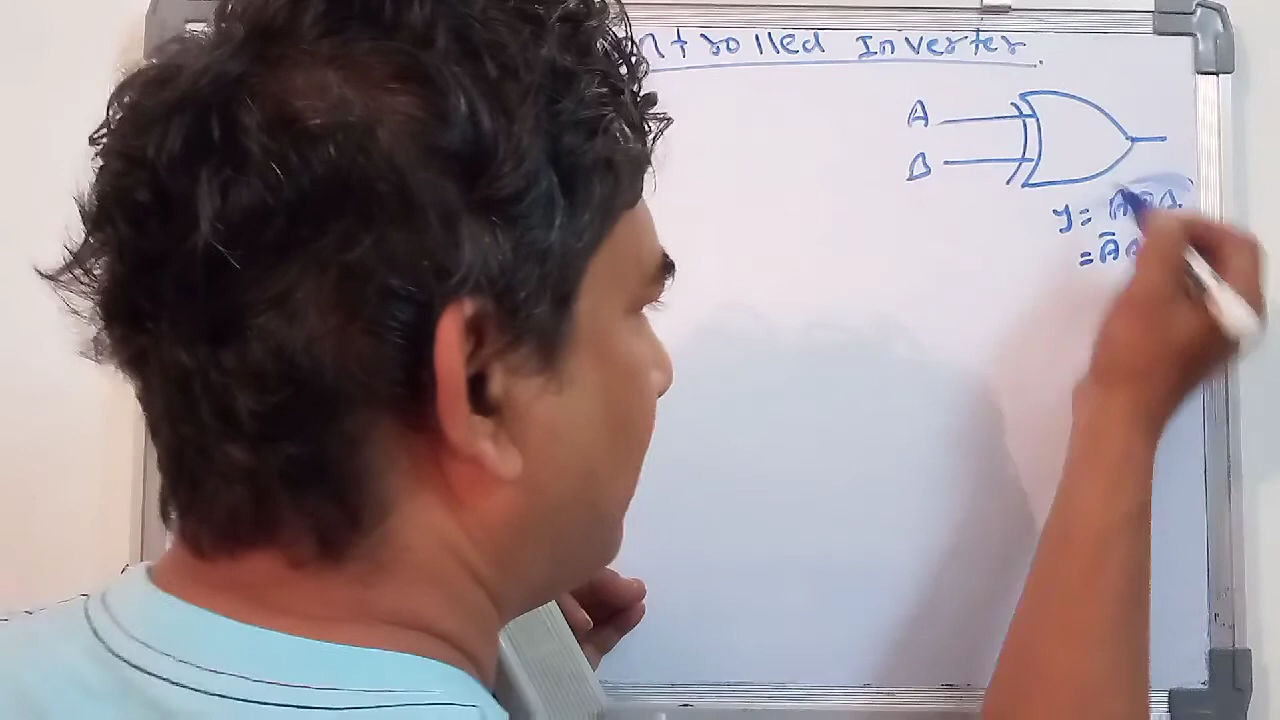 ntrolled Inverter
A
B
y =
= Ā